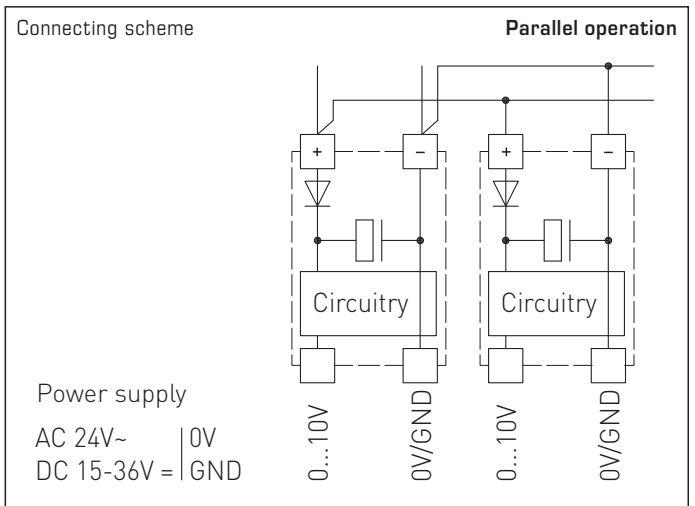 Connecting scheme
Parallel operation
+ – + –
Circuitry Circuitry
Power supply
AC 24V~ 0V
DC 15-36V = GND
0...10V
0V/GND
0...10V
0V/GND